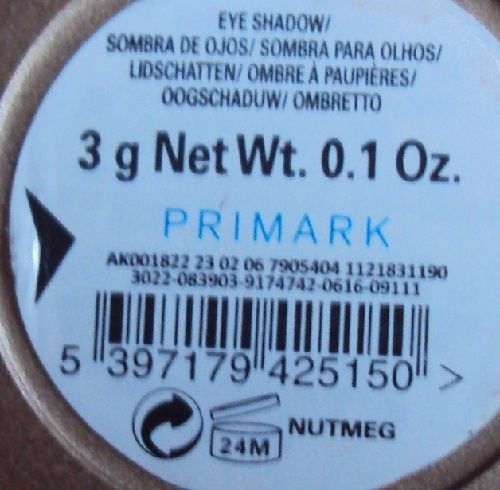 EYE SHADOW/
SOMBRA DE OJOS/ SOMBRA PARA OLHOS/
LIDSCHATTEN/ OMBRE À PAUPIÈRES/
OOGSCHADUW/ OMBRETTO
3 g Net Wt. 0.1 Oz.
PRIMARK
AK001822 23 02 06 7905404 1121831190
3022-083903-9174742-0616-09111
5 397179 425150 >
24M
NUTMEG